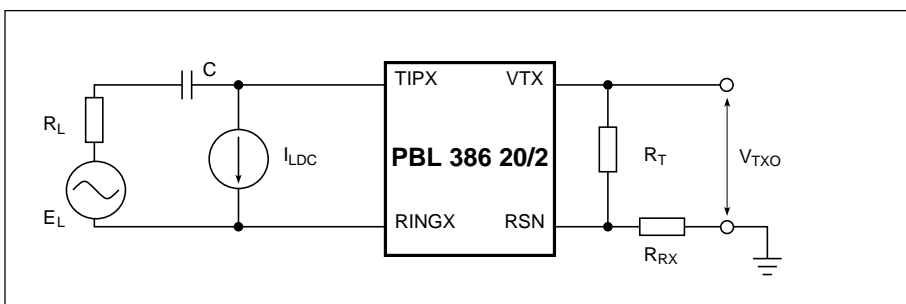 C
TIPX VTX
R_L
I_LDC
PBL 386 20/2
R_T
V_TXO
E_L
RINGX RSN
R_RX